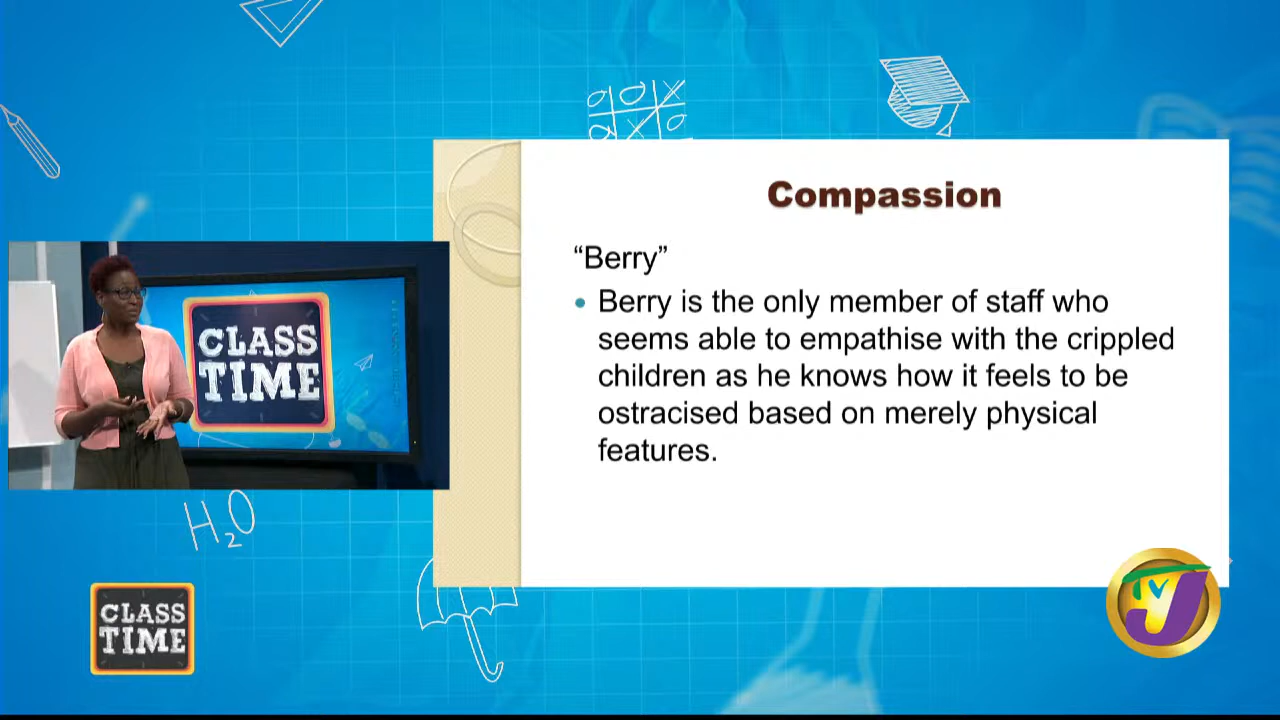 Compassion
“Berry”
• Berry is the only member of staff who
seems able to empathise with the crippled
children as he knows how it feels to be
ostracised based on merely physical
features.
CLASS
TIME
H₂O
CLASS
TIME
TVJ